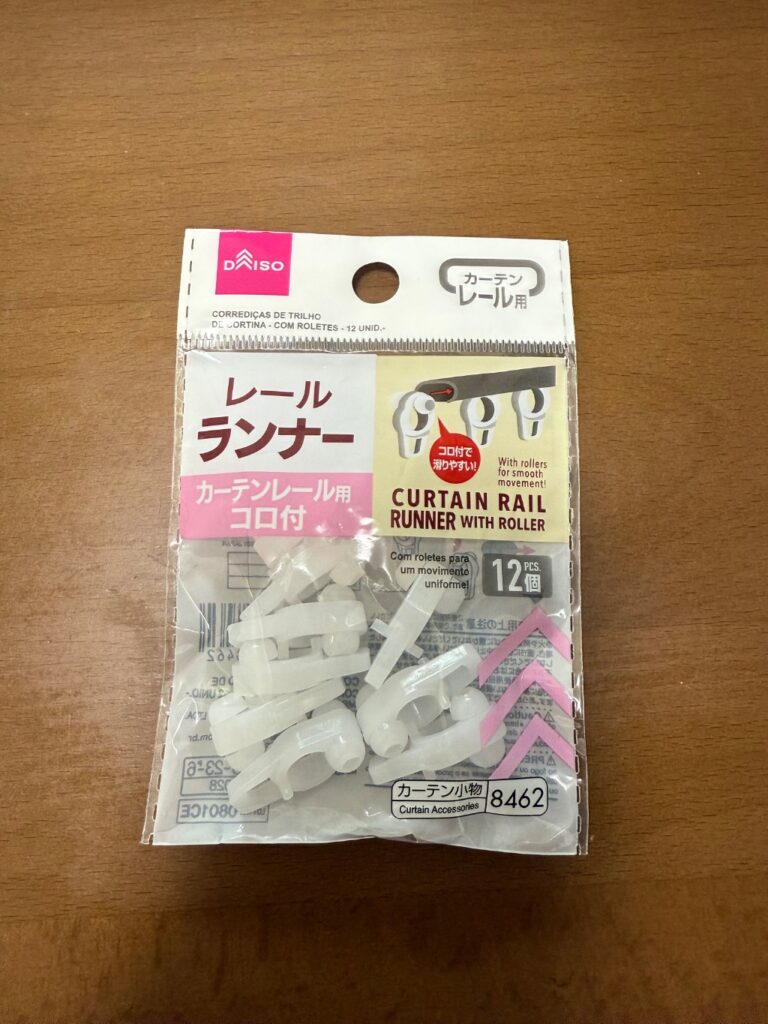 DAISO
カーテン
レール用
CORREDIÇAS DE TRILHO
DE CORTINA - COM ROLETES - 12 UNID.-
レール
ランナー
カーテンレール用
コロ付
コロ付で
滑りやすい!
With rollers
for smooth
movement!
CURTAIN RAIL
RUNNER WITH ROLLER
Com roletes para
um movimento
uniforme!
12 PCS. 個
カーテン小物
Curtain Accessories
8462